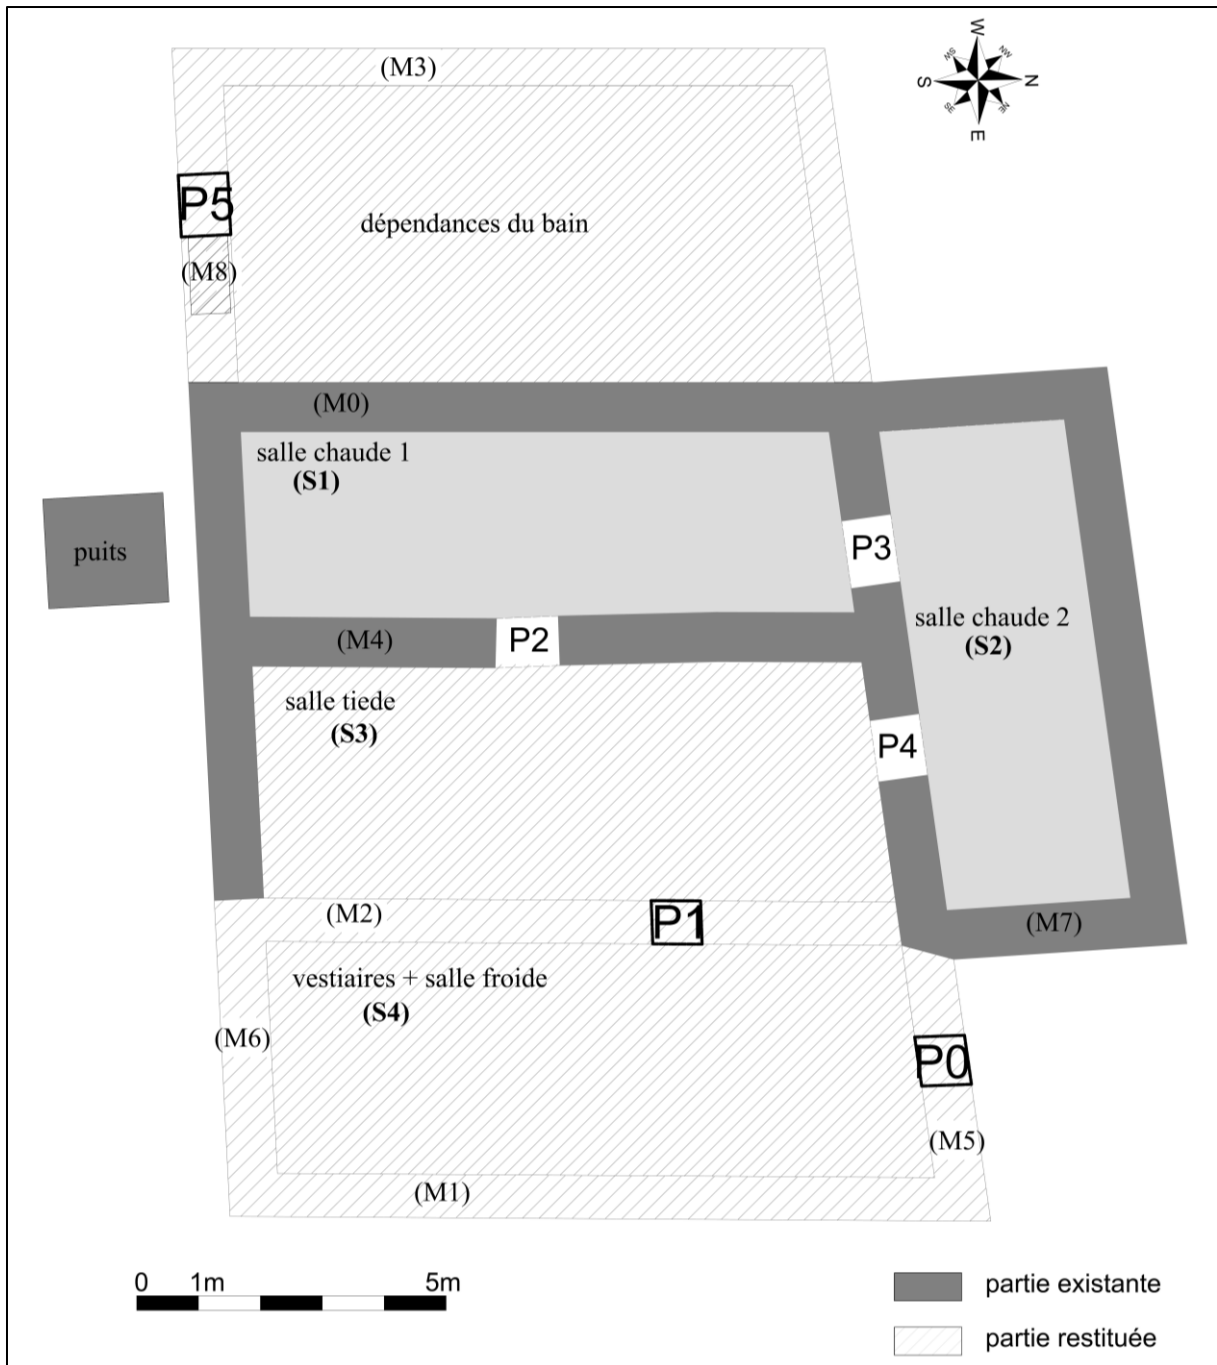 (M3)
W
SW
NW
S
N
SE
NE
E
P5
dépendances du bain
(M8)
(M0)
salle chaude 1
(S1)
puits
P3
salle chaude 2
(S2)
(M4)
P2
salle tiede
(S3)
P4
(M2)
P1
(M7)
vestiaires + salle froide
(S4)
(M6)
P0
(M5)
(M1)
0 1m 5m
partie existante
partie restituée